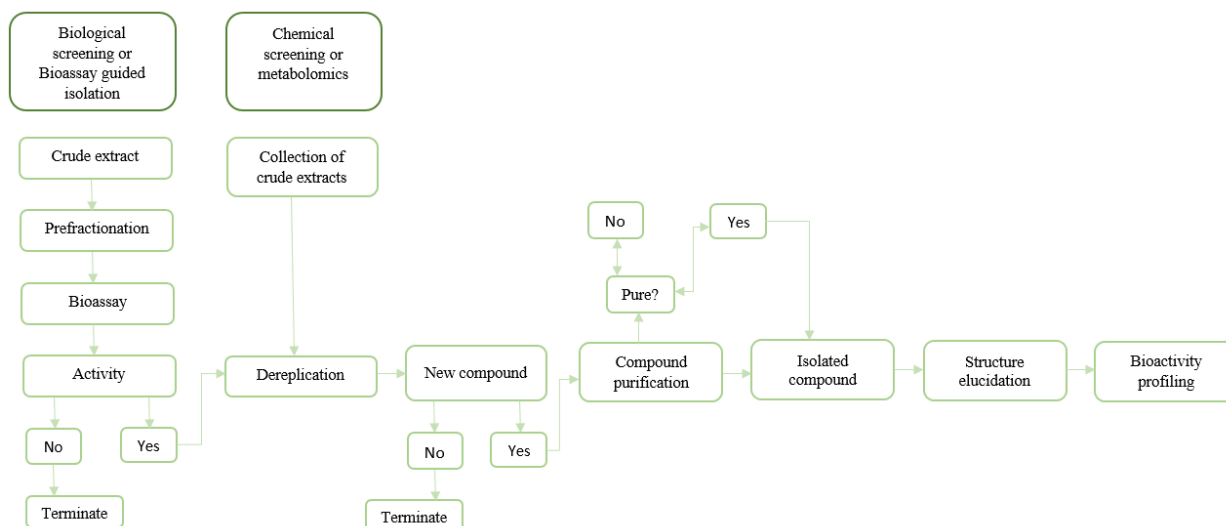 Biological
screening or
Bioassay guided
isolation
Chemical
screening or
metabolomics
Crude extract
Collection of
crude extracts
Prefractionation
No
Yes
Bioassay
Pure?
Activity
Dereplication
New compound
Compound
purification
Isolated
compound
Structure
elucidation
Bioactivity
profiling
No
Yes
No
Yes
Terminate
Terminate